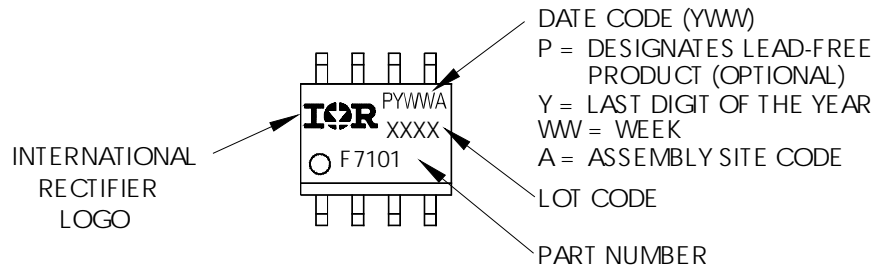 DATE CODE (YWW)
P = DESIGNATES LEAD-FREE
PRODUCT (OPTIONAL)
Y = LAST DIGIT OF THE YEAR
WW = WEEK
A = ASSEMBLY SITE CODE
LOT CODE
PART NUMBER
INTERNATIONAL
RECTIFIER
LOGO
PYWWA
IOR
XXXX
F7101